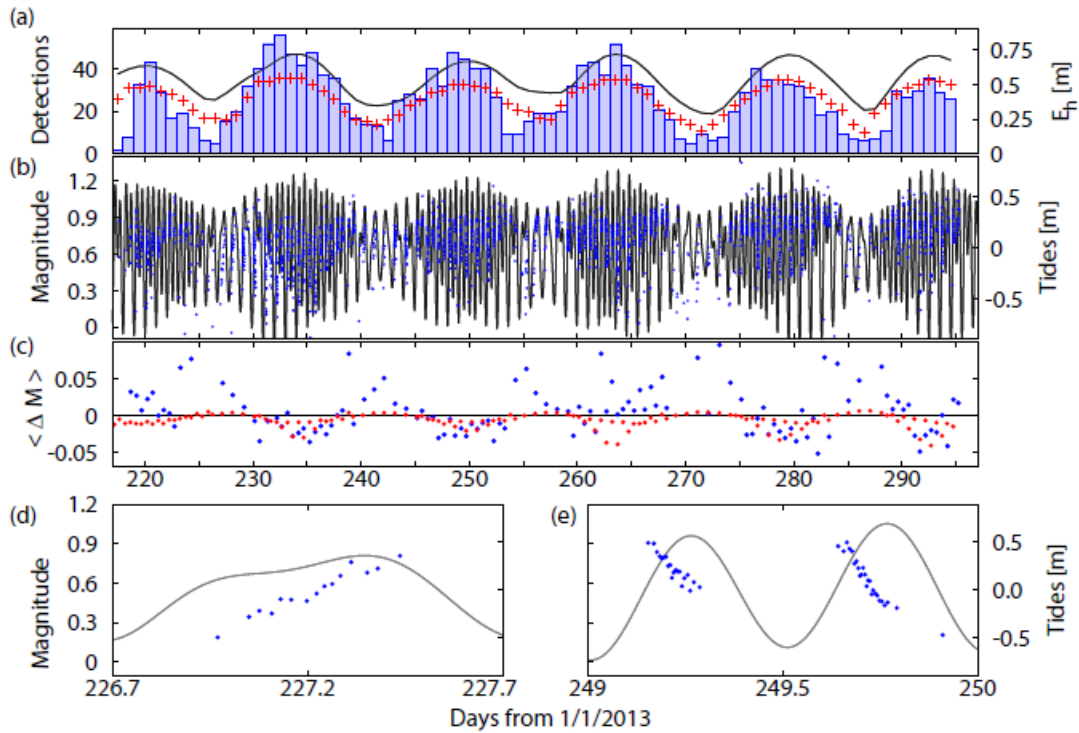 (a)
Detections
40
20
0
0.75
0.5
0.25
0
E_h [m]
(b)
Magnitude
1.2
0.9
0.6
0.3
0
0.5
0
-0.5
Tides [m]
(c)
< Δ M >
0.05
0
-0.05
220 230 240 250 260 270 280 290
(d)
Magnitude
1.2
0.9
0.6
0.3
0
226.7 227.2 227.7
(e)
0.5
0.0
-0.5
Tides [m]
249 249.5 250
Days from 1/1/2013